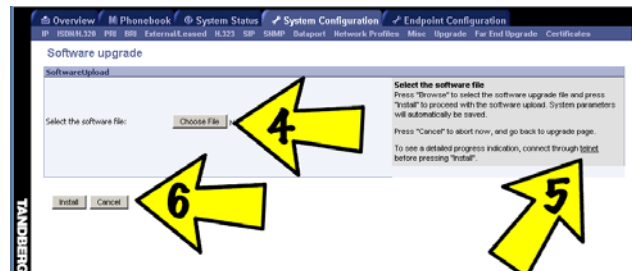 Overview Phonebook System Status System Configuration Endpoint Configuration
IP ISDN/H.320 PRI BRI External/Leased H.323 SIP SNMP Dataport Network Profiles Misc Upgrade Far End Upgrade Certificates
Software upgrade
SoftwareUpload
Select the software file:
Choose File N
4
Select the software file
Press "Browse" to select the software upgrade file and press
"Install" to proceed with the software upload. System parameters
will automatically be saved.
Press "Cancel" to abort now, and go back to upgrade page.
To see a detailed progress indication, connect through telnet
before pressing "Install".
5
Install Cancel
6
TANDBERG